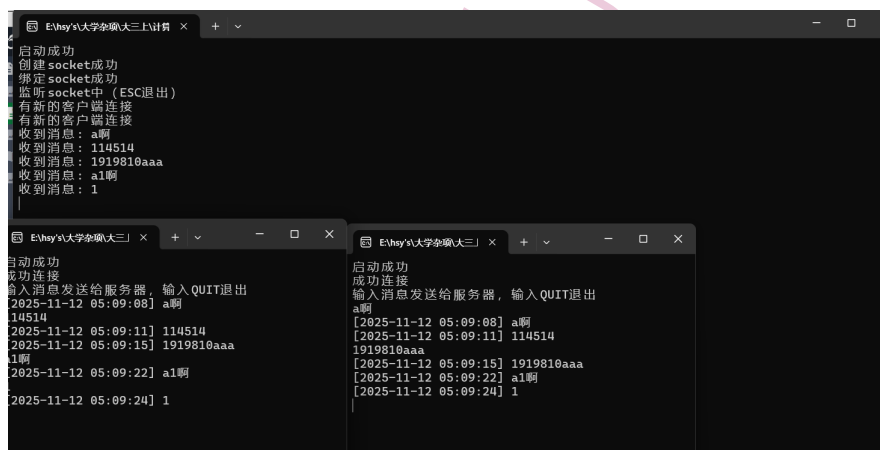 E:\hsy's\大学杂项\大三上\计算
启动成功
创建socket成功
绑定socket成功
监听socket中 (ESC退出)
有新的客户端连接
有新的客户端连接
收到消息: a啊
收到消息: 114514
收到消息: 1919810aaa
收到消息: a1啊
收到消息: 1
E:\hsy's\大学杂项\大三
启动成功
成功连接
输入消息发送给服务器, 输入QUIT退出
[2025-11-12 05:09:08] a啊
114514
[2025-11-12 05:09:11] 114514
[2025-11-12 05:09:15] 1919810aaa
a1啊
[2025-11-12 05:09:22] a1啊
[2025-11-12 05:09:24] 1
E:\hsy's\大学杂项\大三
启动成功
成功连接
输入消息发送给服务器, 输入QUIT退出
a啊
[2025-11-12 05:09:08] a啊
[2025-11-12 05:09:11] 114514
1919810aaa
[2025-11-12 05:09:15] 1919810aaa
[2025-11-12 05:09:22] a1啊
[2025-11-12 05:09:24] 1